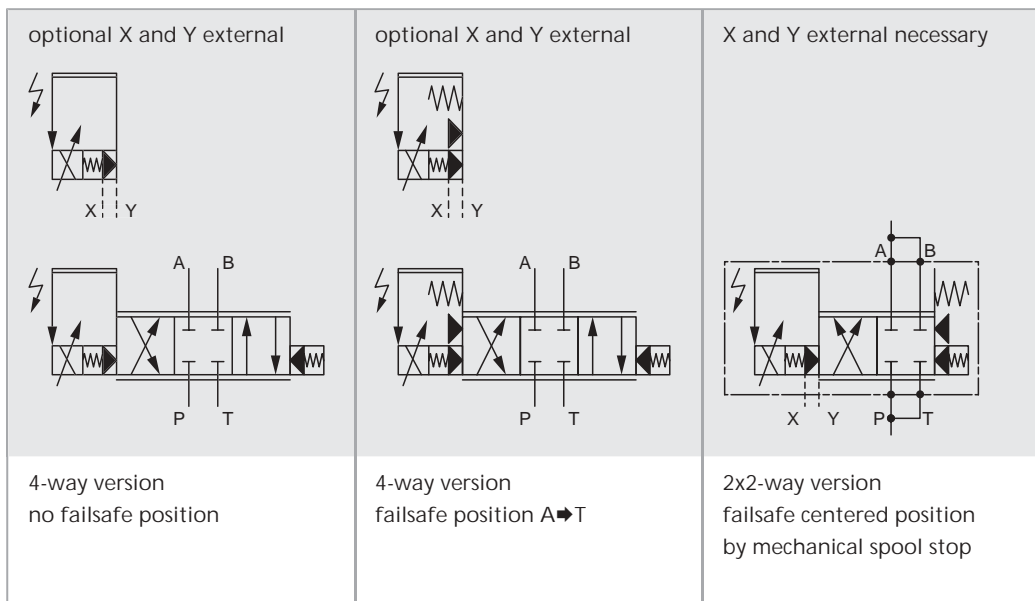 optional X and Y external
X Y
A B
P T
4-way version
no failsafe position
optional X and Y external
X Y
A B
P T
4-way version
failsafe position A➡T
X and Y external necessary
A B
X Y P T
2x2-way version
failsafe centered position
by mechanical spool stop